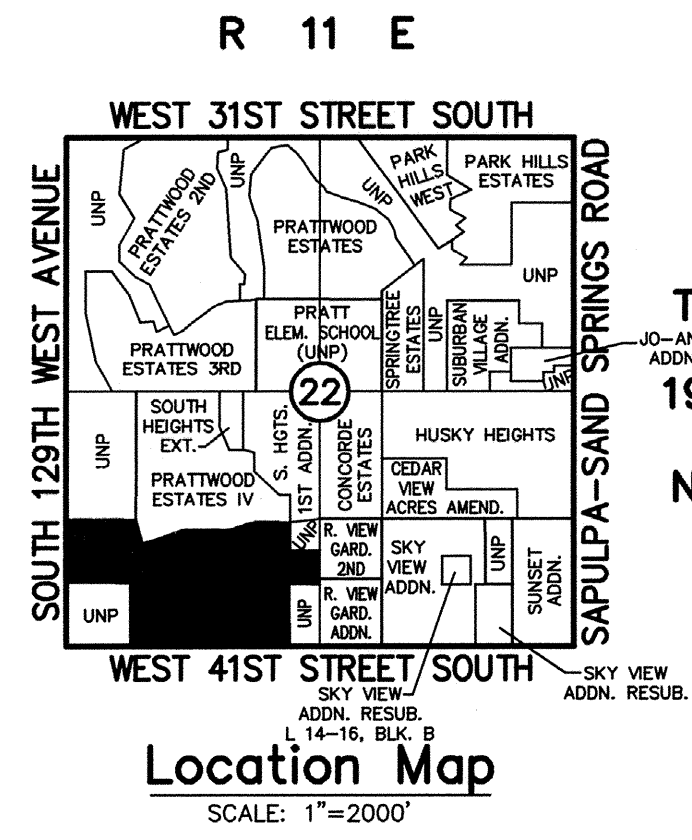 R 11 E
WEST 31ST STREET SOUTH
SOUTH 129TH WEST AVENUE
SAPULPA-SAND SPRINGS ROAD
UNP
PRATTWOOD
ESTATES 2ND
UNP
PRATTWOOD
ESTATES
UNP
PARK
HILLS
WEST
PARK HILLS
ESTATES
UNP
PRATTWOOD
ESTATES 3RD
PRATT
ELEM. SCHOOL
(UNP)
SPRINGTREE
ESTATES
UNP
SUBURBAN
VILLAGE
ADDN.
UNP
T
JO-AN
ADDN
19
N
22
UNP
SOUTH
HEIGHTS
EXT.
PRATTWOOD
ESTATES IV
S. HGTS.
1ST ADDN.
CONCORDE
ESTATES
HUSKY HEIGHTS
CEDAR
VIEW
ACRES AMEND.
UNP
R. VIEW
GARD.
2ND
SKY
VIEW
ADDN.
UNP
SUNSET
ADDN.
UNP
UNP
R. VIEW
GARD.
ADDN.
WEST 41ST STREET SOUTH
SKY VIEW
ADDN. RESUB.
L 14-16, BLK. B
SKY VIEW
ADDN. RESUB.
Location Map
SCALE: 1"=2000'